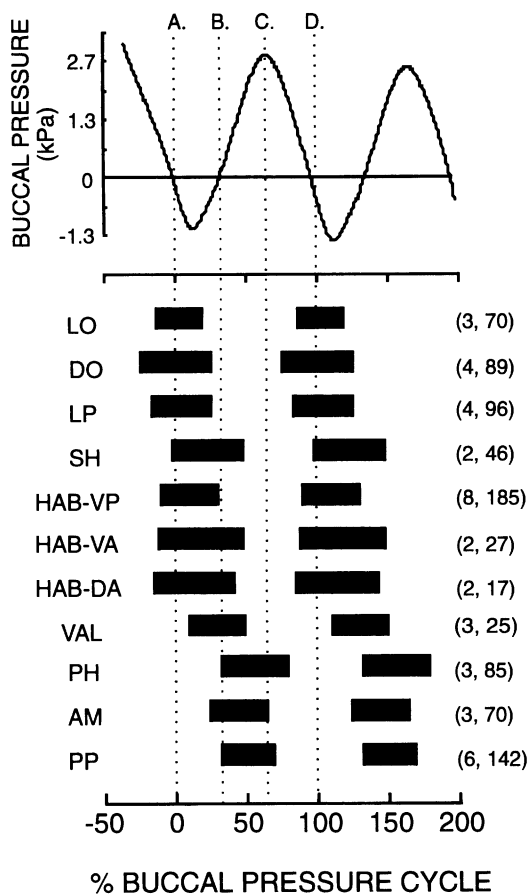 A. B. C. D.
BUCCAL PRESSURE
(kPa)
2.7
1.3
0
-1.3
LO (3, 70)
DO (4, 89)
LP (4, 96)
SH (2, 46)
HAB-VP (8, 185)
HAB-VA (2, 27)
HAB-DA (2, 17)
VAL (3, 25)
PH (3, 85)
AM (3, 70)
PP (6, 142)
-50 0 50 100 150 200
% BUCCAL PRESSURE CYCLE